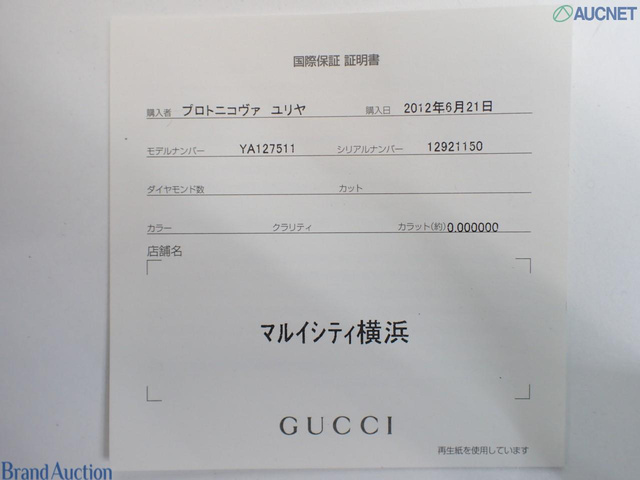 AUCNET
国際保証 証明書
購入者 プロトニコヴァ ユリヤ 購入日 2012年6月21日
モデルナンバー YA127511 シリアルナンバー 12921150
ダイヤモンド数 カット
カラー クラリティ カラット(約) 0.000000
店舗名
マルイシティ横浜
GUCCI
再生紙を使用しています
Brand Auction